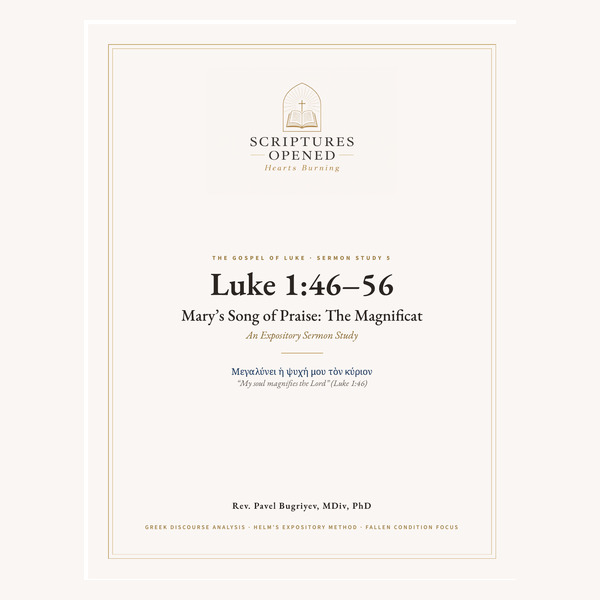 SCRIPTURES
OPENED
Hearts Burning
THE GOSPEL OF LUKE · SERMON STUDY 5
Luke 1:46–56
Mary’s Song of Praise: The Magnificat
An Expository Sermon Study
Μεγαλύνει ἡ ψυχή μου τὸν κύριον
“My soul magnifies the Lord” (Luke 1:46)
Rev. Pavel Bugriyev, MDiv, PhD
GREEK DISCOURSE ANALYSIS · HELM’S EXPOSITORY METHOD · FALLEN CONDITION FOCUS